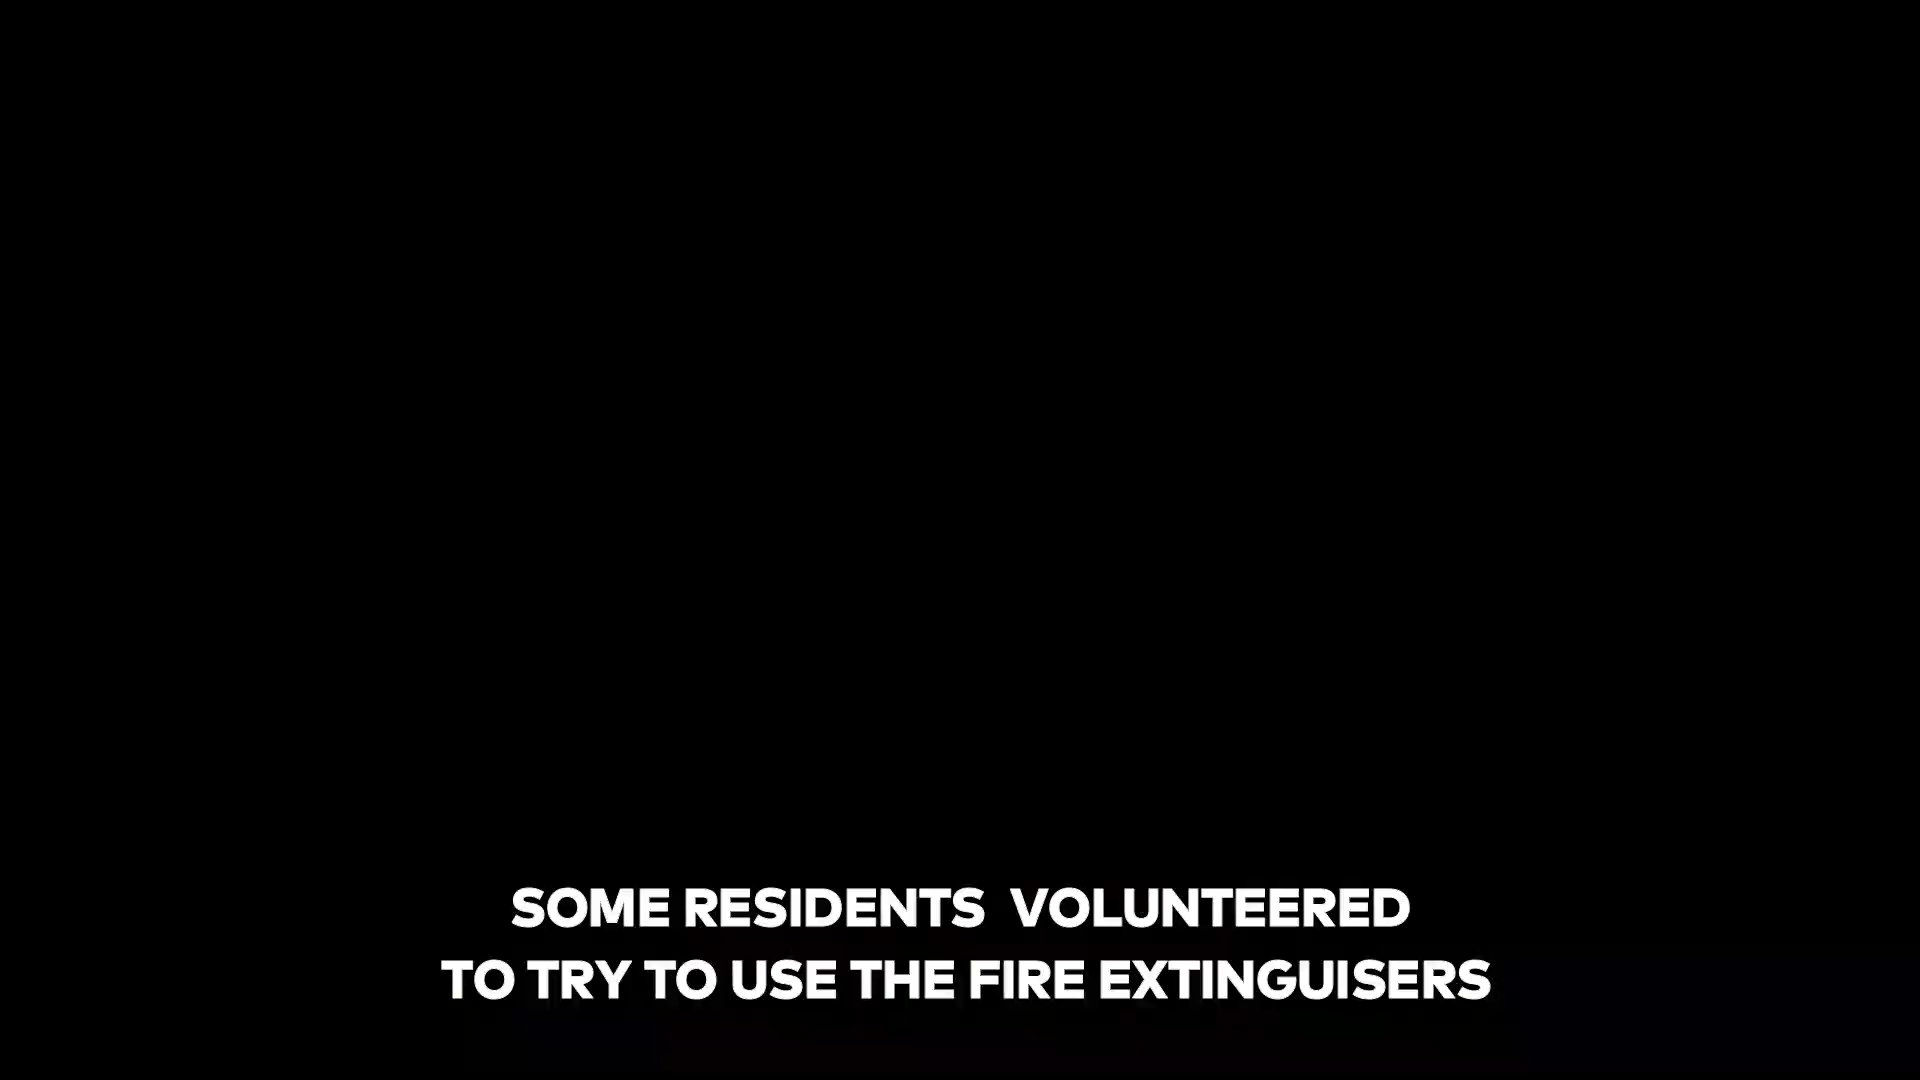 SOME RESIDENTS  VOLUNTEERED
TO TRY TO USE THE FIRE EXTINGUISERS